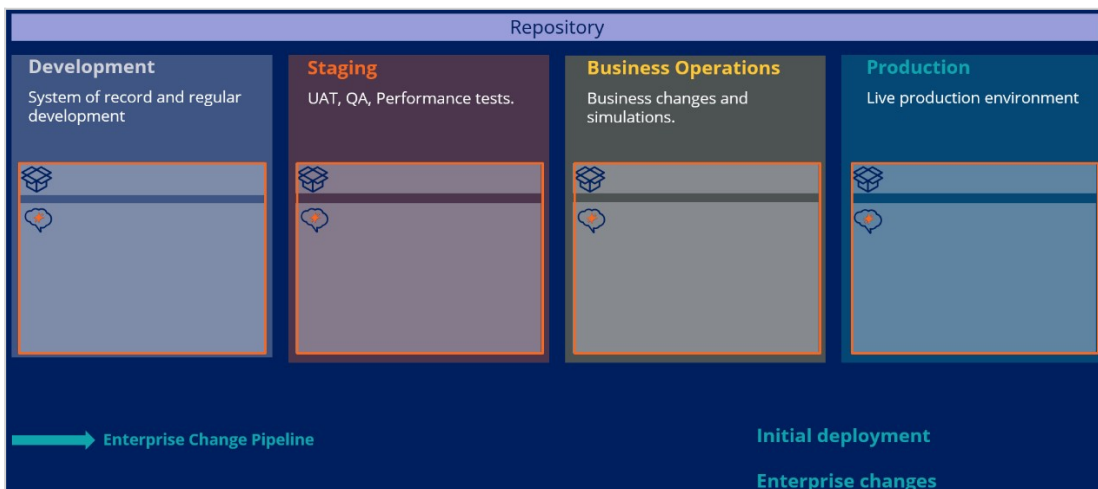 Repository
Development
System of record and regular
development
Staging
UAT, QA, Performance tests.
Business Operations
Business changes and
simulations.
Production
Live production environment
Enterprise Change Pipeline
Initial deployment
Enterprise changes